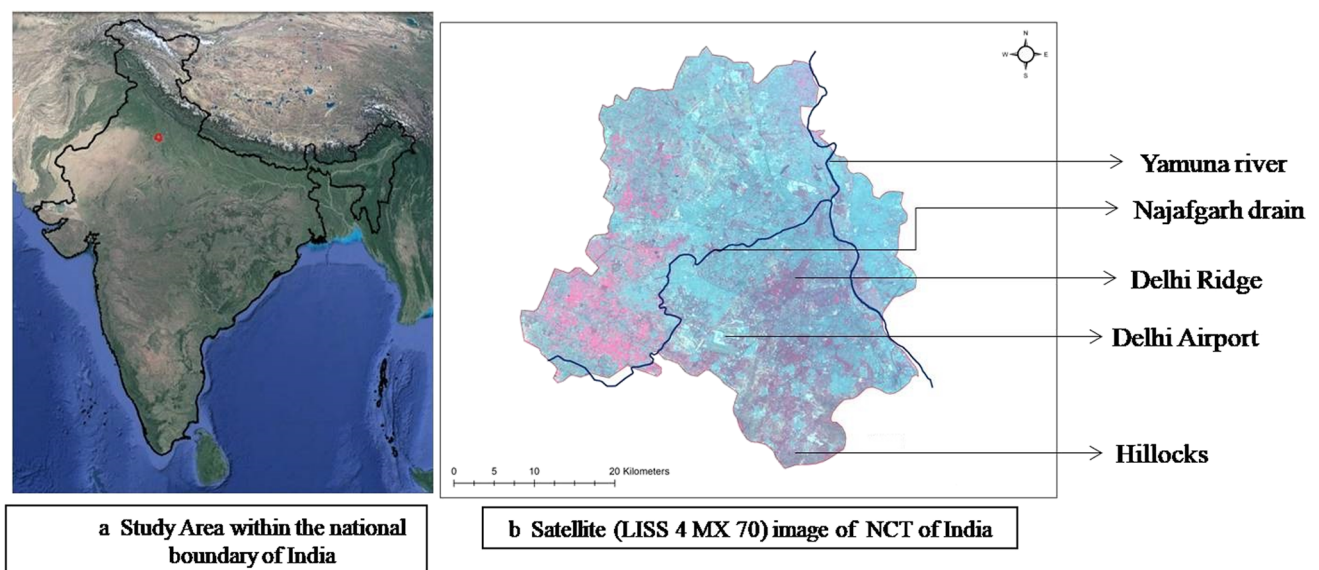 N
W E
S
Yamuna river
Najafgarh drain
Delhi Ridge
Delhi Airport
Hillocks
0 5 10 20 Kilometers
a Study Area within the national
boundary of India
b Satellite (LISS 4 MX 70) image of NCT of India